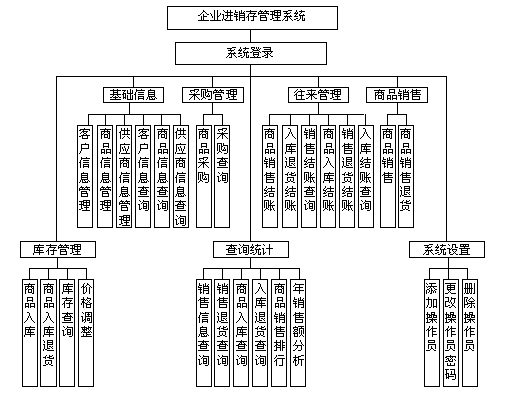 企业进销存管理系统
系统登录
基础信息
采购管理
往来管理
商品销售
客户信息管理
商品信息管理
供应商信息管理
客户信息查询
商品信息查询
供应商信息查询
商品采购
采购查询
商品销售结账
入库退货结账
销售结账查询
商品入库结账
销售退货结账
入库结账查询
商品销售
商品销售退货
库存管理
查询统计
系统设置
商品入库
商品入库退货
库存查询
价格调整
销售信息查询
销售退货查询
商品入库查询
入库退货查询
商品销售排行
年销售额分析
添加操作员
更改操作员密码
删除操作员